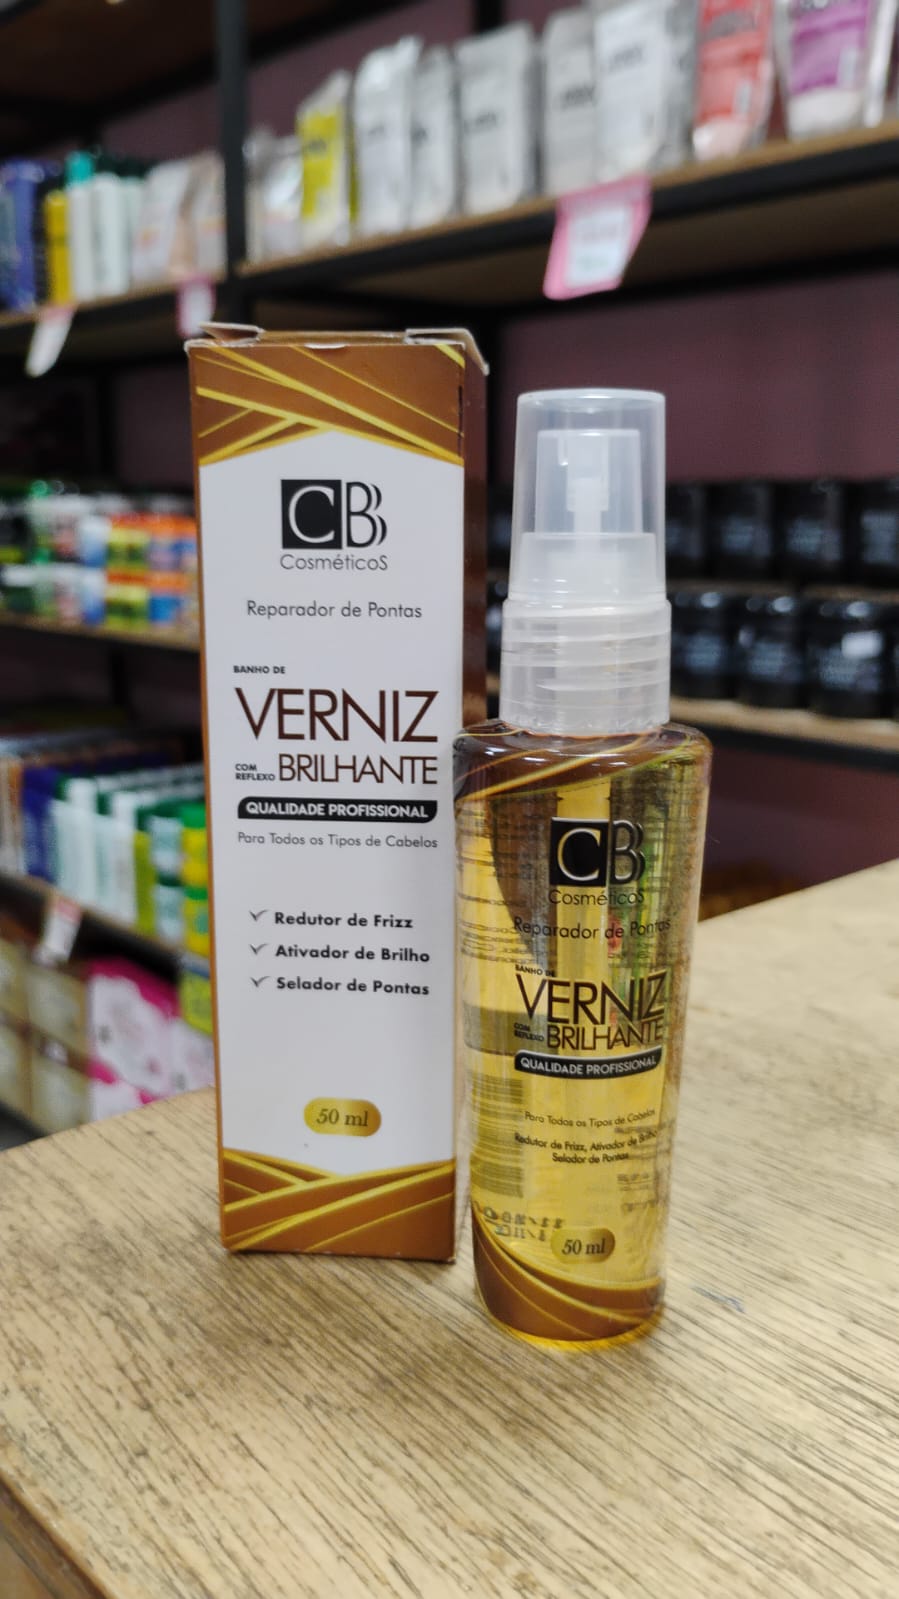 CB
CosméticoS
Reparador de Pontas
BANHO DE
VERNIZ
COM
REFLEXO
BRILHANTE
QUALIDADE PROFISSIONAL
Para Todos os Tipos de Cabelos
Redutor de Frizz
Ativador de Brilho
Selador de Pontas
50 ml
CB
CosméticoS
Reparador de Pontas
BANHO DE
VERNIZ
COM
REFLEXO
BRILHANTE
QUALIDADE PROFISSIONAL
Para Todos os Tipos de Cabelos
Redutor de Frizz, Ativador de Brilho
Selador de Pontas
50 ml